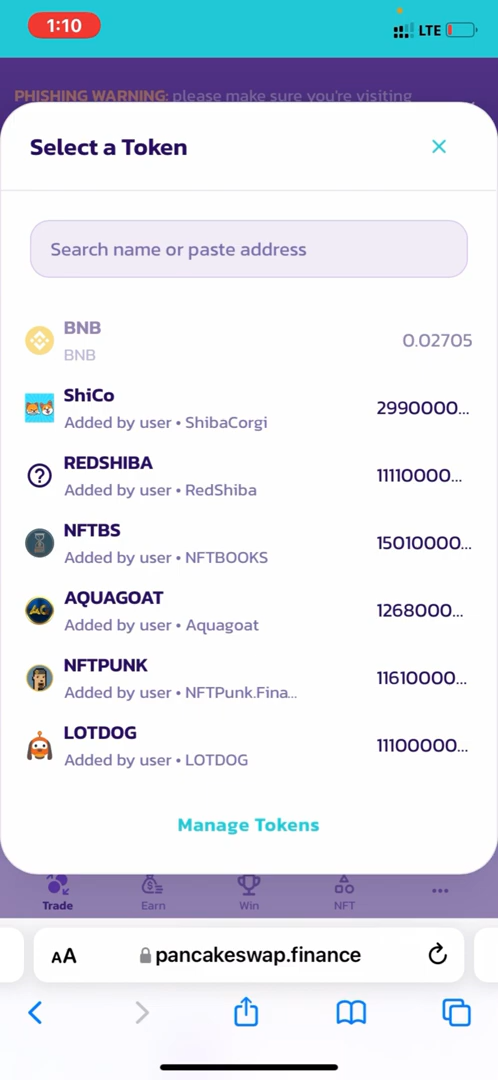 1:10
LTE
PHISHING WARNING: please make sure you're visiting
Select a Token
Search name or paste address
BNB
BNB
0.02705
ShiCo
Added by user • ShibaCorgi
2990000...
REDSHIBA
Added by user • RedShiba
11110000...
NFTBS
Added by user • NFTBOOKS
15010000...
AQUAGOAT
Added by user • Aquagoat
1268000...
NFTPUNK
Added by user • NFTPunk.Fina...
11610000...
LOTDOG
Added by user • LOTDOG
11100000...
Manage Tokens
Trade
Earn
Win
NFT
AA
pancakeswap.finance